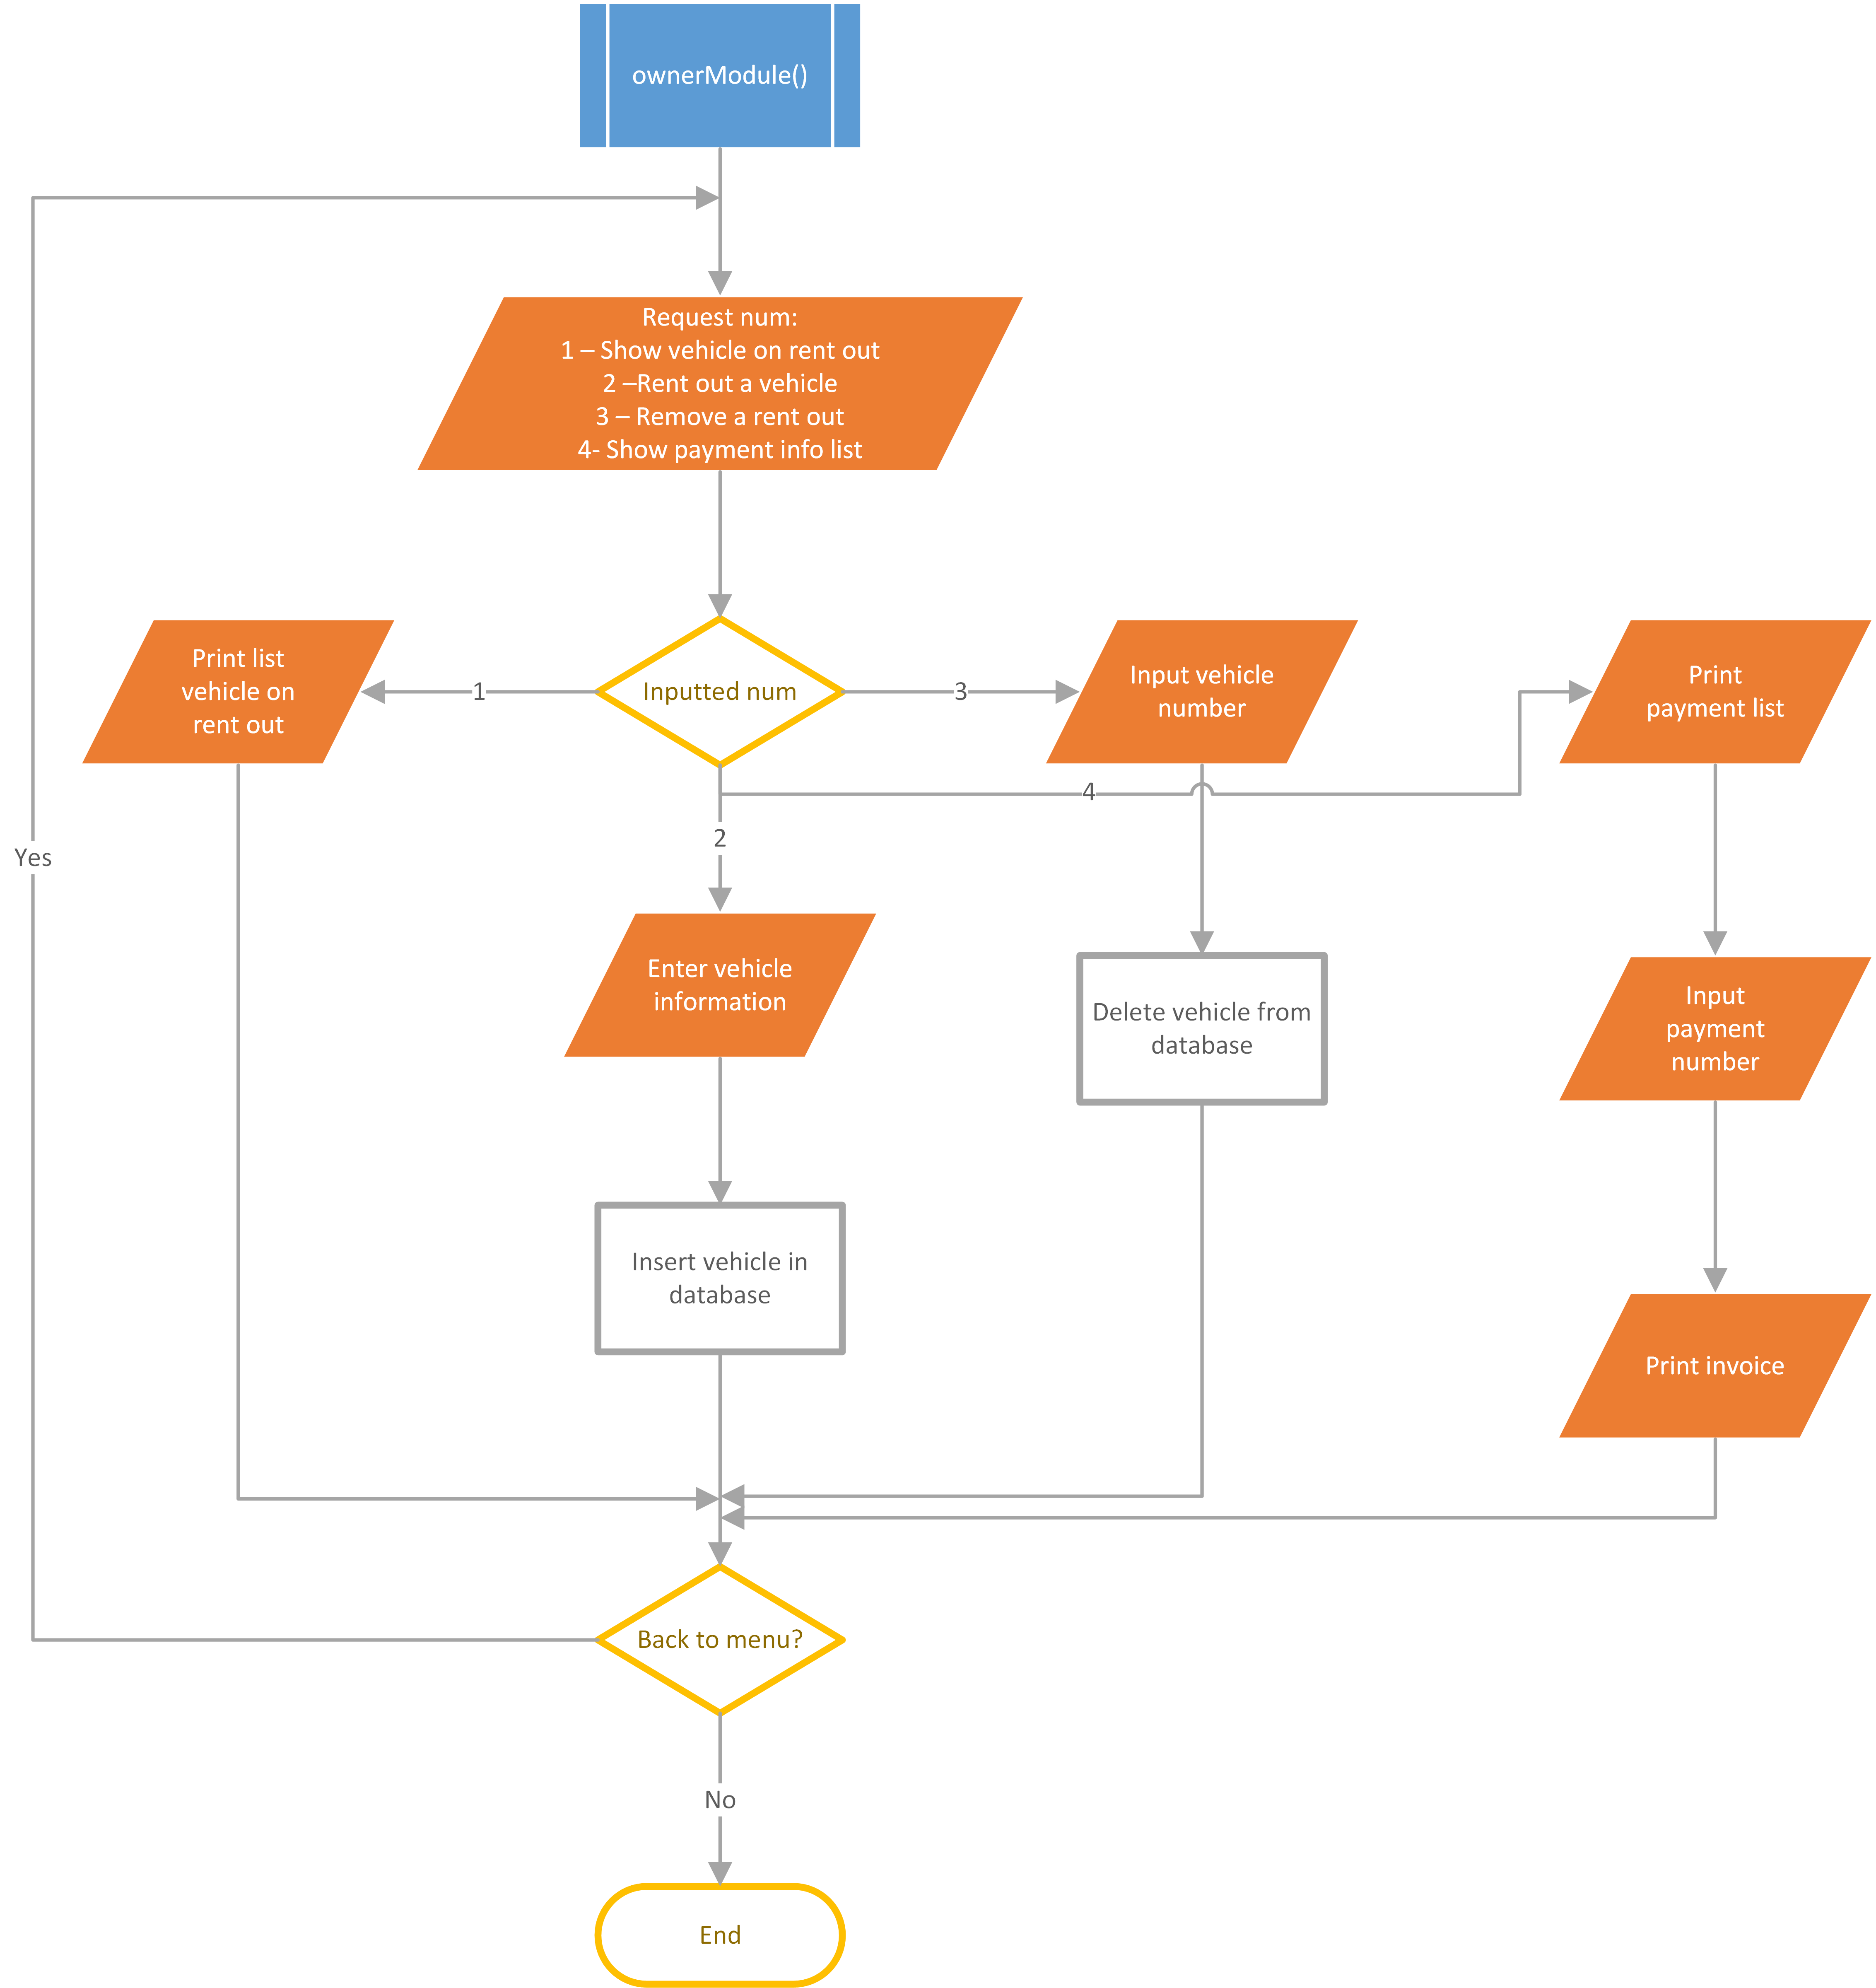 ownerModule()
Request num:
1 – Show vehicle on rent out
2 –Rent out a vehicle
3 – Remove a rent out
4- Show payment info list
Print list
vehicle on
rent out
1
Inputted num
3
Input vehicle
number
Print
payment list
4
2
Yes
Enter vehicle
information
Delete vehicle from
database
Input
payment
number
Insert vehicle in
database
Print invoice
Back to menu?
No
End